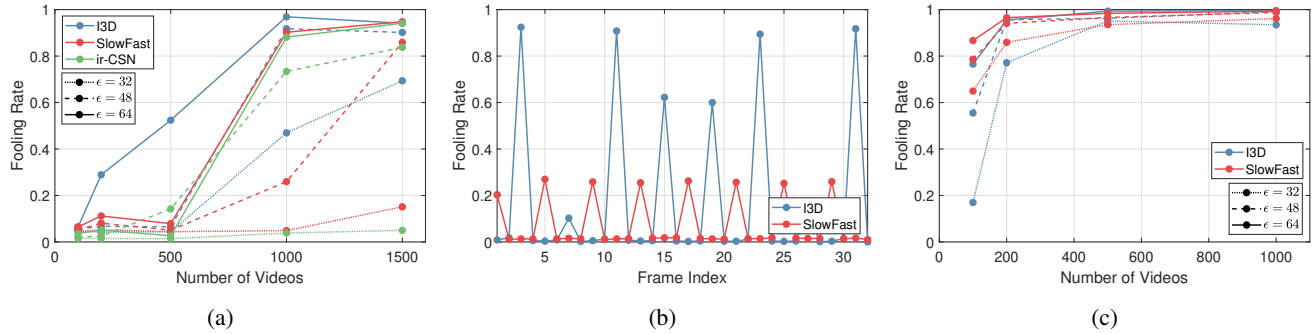 1
0.8
0.6
0.4
0.2
0
Fooling Rate
I3D
SlowFast
ir-CSN
ϵ = 32
ϵ = 48
ϵ = 64
0 500 1000 1500
Number of Videos
(a)
1
0.8
0.6
0.4
0.2
0
Fooling Rate
I3D
SlowFast
5 10 15 20 25 30
Frame Index
(b)
1
0.8
0.6
0.4
0.2
0
Fooling Rate
I3D
SlowFast
ϵ = 32
ϵ = 48
ϵ = 64
0 200 400 600 800 1000
Number of Videos
(c)